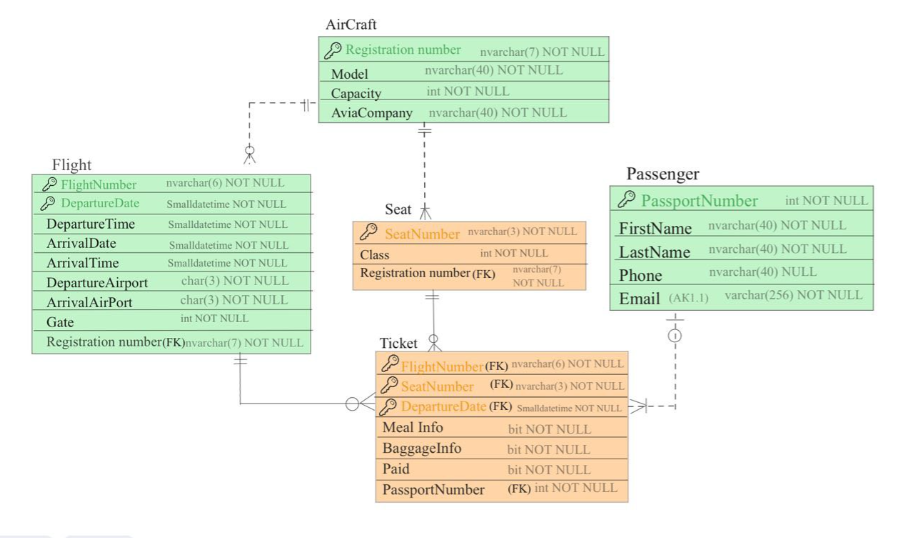 AirCraft
Registration number nvarchar(7) NOT NULL
Model nvarchar(40) NOT NULL
Capacity int NOT NULL
AviaCompany nvarchar(40) NOT NULL
Flight
FlightNumber nvarchar(6) NOT NULL
DepartureDate Smalldatetime NOT NULL
DepartureTime Smalldatetime NOT NULL
ArrivalDate Smalldatetime NOT NULL
ArrivalTime Smalldatetime NOT NULL
DepartureAirport char(3) NOT NULL
ArrivalAirPort char(3) NOT NULL
Gate int NOT NULL
Registration number(FK)nvarchar(7) NOT NULL
Seat
SeatNumber nvarchar(3) NOT NULL
Class int NOT NULL
Registration number (FK) nvarchar(7)
NOT NULL
Passenger
PassportNumber int NOT NULL
FirstName nvarchar(40) NOT NULL
LastName nvarchar(40) NOT NULL
Phone nvarchar(40) NULL
Email (AK1.1) varchar(256) NOT NULL
Ticket
FlightNumber (FK) nvarchar(6) NOT NULL
SeatNumber (FK) nvarchar(3) NOT NULL
DepartureDate (FK) Smalldatetime NOT NULL
Meal Info bit NOT NULL
BaggageInfo bit NOT NULL
Paid bit NOT NULL
PassportNumber (FK) int NOT NULL